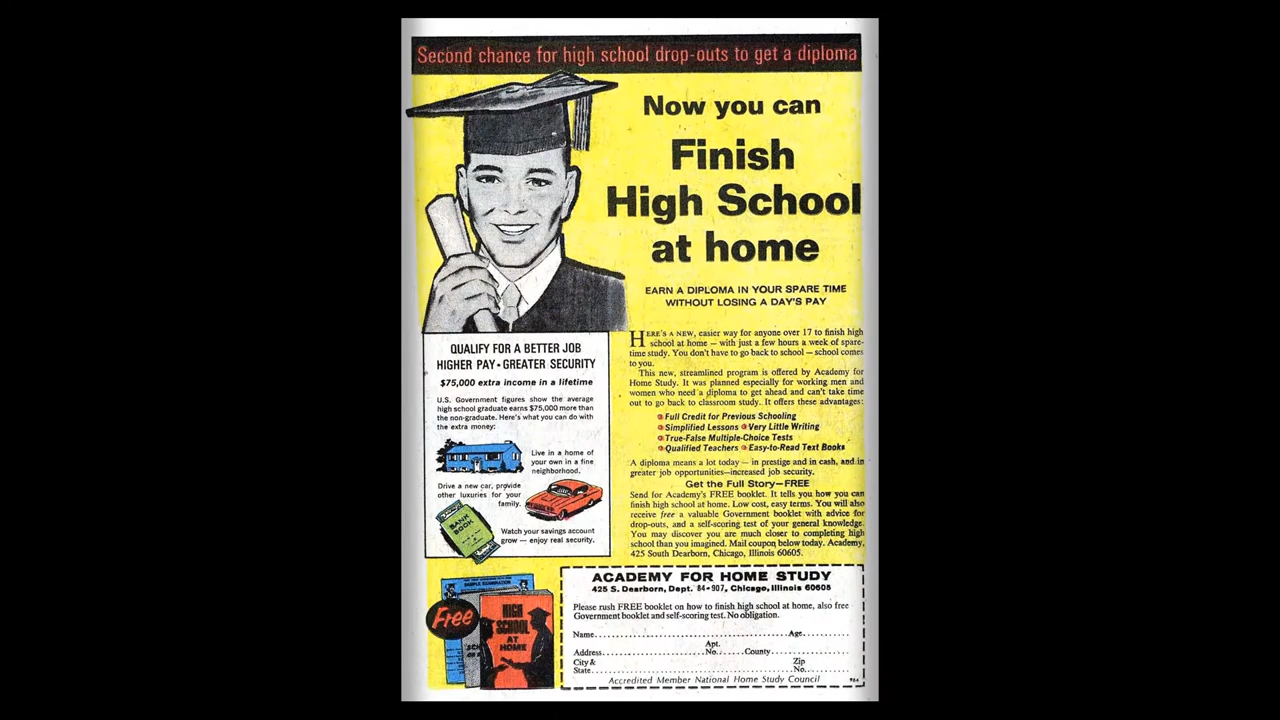 Second chance for high school drop-outs to get a diploma
Now you can
Finish
High School
at home
EARN A DIPLOMA IN YOUR SPARE TIME
WITHOUT LOSING A DAY'S PAY
HERE'S A NEW, easier way for anyone over 17 to finish high
school at home — with just a few hours a week of spare-
time study. You don't have to go back to school — school comes
to you.
This new, streamlined program is offered by Academy for
Home Study. It was planned especially for working men and
women who need a diploma to get ahead and can't take time
out to go back to classroom study. It offers these advantages:
Full Credit for Previous Schooling
Simplified Lessons Very Little Writing
True-False Multiple-Choice Tests
Qualified Teachers Easy-to-Read Text Books
A diploma means a lot today — in prestige and in cash, and in
greater job opportunities—increased job security.
Get the Full Story—FREE
Send for Academy's FREE booklet. It tells you how you can
finish high school at home. Low cost, easy terms. You will also
receive free a valuable Government booklet with advice for
drop-outs, and a self-scoring test of your general knowledge.
You may discover you are much closer to completing high
school than you imagined. Mail coupon below today. Academy,
425 South Dearborn, Chicago, Illinois 60605.
QUALIFY FOR A BETTER JOB
HIGHER PAY • GREATER SECURITY
$75,000 extra income in a lifetime
U.S. Government figures show the average
high school graduate earns $75,000 more than
the non-graduate. Here's what you can do with
the extra money:
Live in a home of
your own in a fine
neighborhood.
Drive a new car, provide
other luxuries for your
family.
BANK
BOOK
Watch your savings account
grow — enjoy real security.
Free
SAMPLE EXAMINATION
HIGH
SCHOOL
AT
HOME
ACADEMY FOR HOME STUDY
425 S. Dearborn, Dept. 84-907, Chicago, Illinois 60605
Please rush FREE booklet on how to finish high school at home, also free
Government booklet and self-scoring test. No obligation.
Name Age
Address Apt. No. County
City & State Zip No.
Accredited Member National Home Study Council